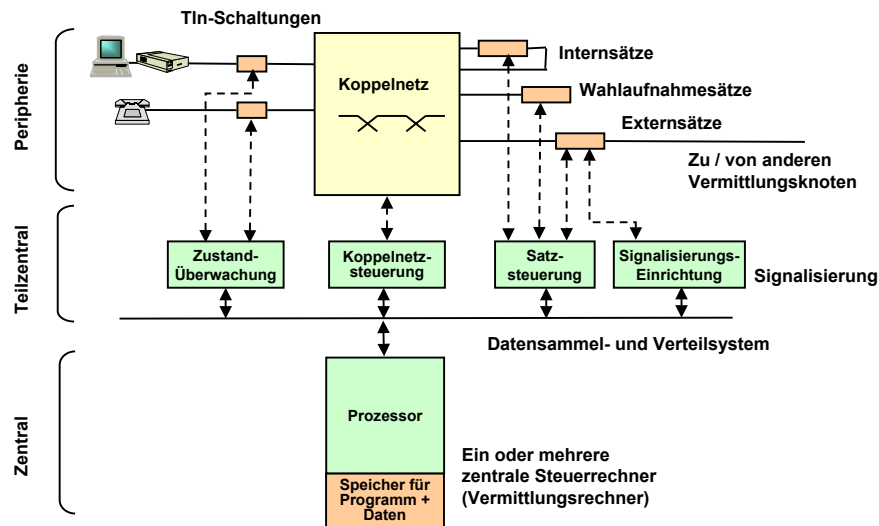 Tln-Schaltungen
Peripherie
Koppelnetz
Internsätze
Wahlaufnahmesätze
Externsätze
Zu / von anderen
Vermittlungsknoten
Teilzentral
Zustand-
Überwachung
Koppelnetz-
steuerung
Satz-
steuerung
Signalisierungs-
Einrichtung
Signalisierung
Datensammel- und Verteilsystem
Zentral
Prozessor
Speicher für
Programm +
Daten
Ein oder mehrere
zentrale Steuerrechner
(Vermittlungsrechner)